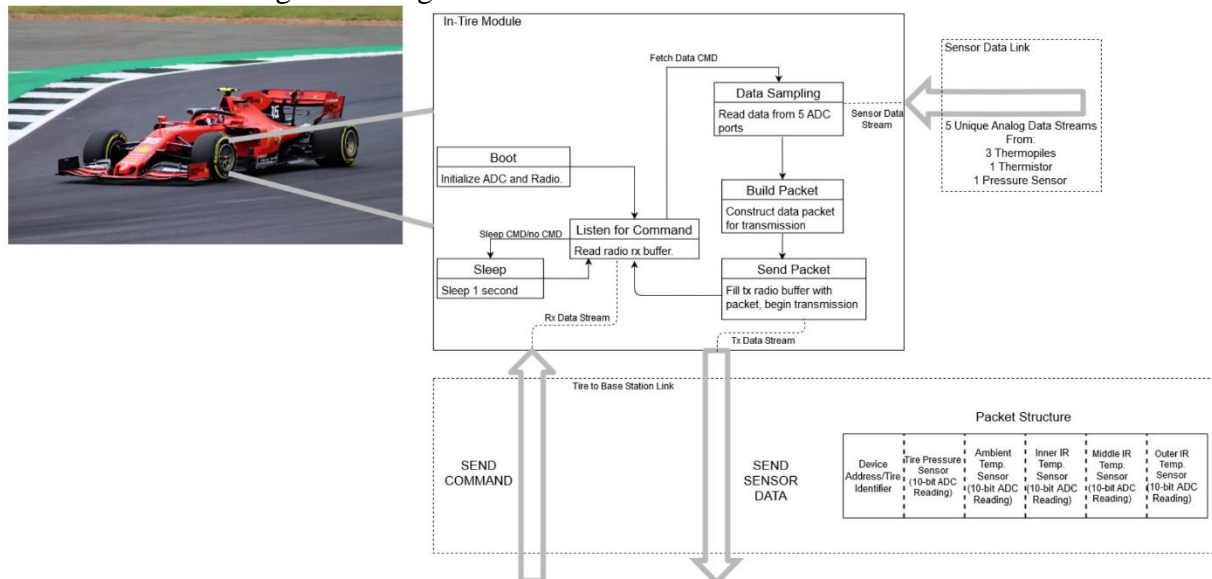 In-Tire Module
Fetch Data CMD
Data Sampling
Read data from 5 ADC
ports
Sensor Data
Stream
Sensor Data Link
5 Unique Analog Data Streams
From:
3 Thermopiles
1 Thermistor
1 Pressure Sensor
Boot
Initialize ADC and Radio.
Build Packet
Construct data packet
for transmission
Sleep CMD/no CMD
Listen for Command
Read radio rx buffer.
Sleep
Sleep 1 second
Send Packet
Fill tx radio buffer with
packet, begin transmission
Rx Data Stream
Tx Data Stream
Tire to Base Station Link
SEND
COMMAND
SEND
SENSOR
DATA
Packet Structure
Device
Address/Tire
Identifier
Tire Pressure
Sensor
(10-bit ADC
Reading)
Ambient
Temp.
Sensor
(10-bit ADC
Reading)
Inner IR
Temp.
Sensor
(10-bit ADC
Reading)
Middle IR
Temp.
Sensor
(10-bit ADC
Reading)
Outer IR
Temp.
Sensor
(10-bit ADC
Reading)